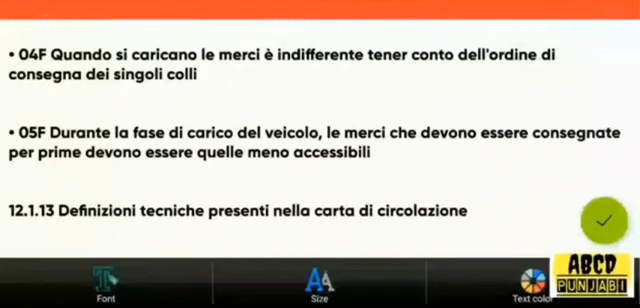 • 04F Quando si caricano le merci è indifferente tener conto dell'ordine di
consegna dei singoli colli
• 05F Durante la fase di carico del veicolo, le merci che devono essere consegnate
per prime devono essere quelle meno accessibili
12.1.13 Definizioni tecniche presenti nella carta di circolazione
Font
Size
Text color
ABCD
PUNJABI